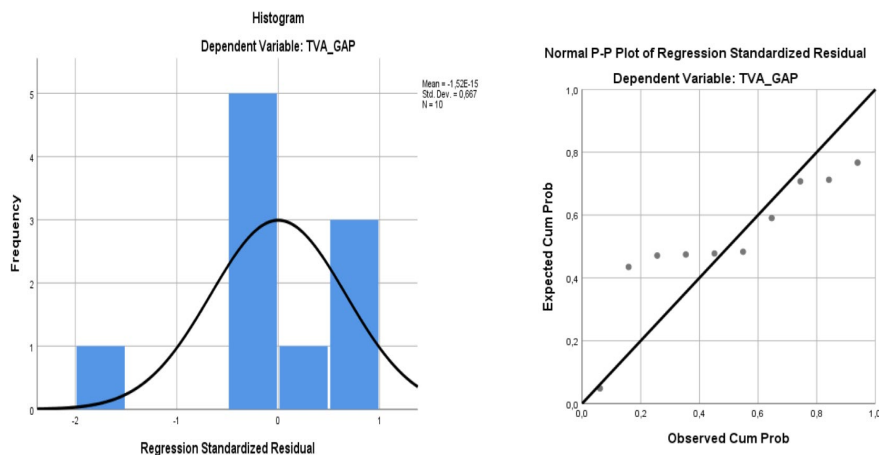 Histogram
Dependent Variable: TVA_GAP
Mean = -1,52E-15
Std. Dev. = 0,667
N = 10
5
4
3
2
1
0
Frequency
-2
-1
0
1
Regression Standardized Residual
Normal P-P Plot of Regression Standardized Residual
Dependent Variable: TVA_GAP
1,0
0,8
0,6
0,4
0,2
0,0
Expected Cum Prob
0,0
0,2
0,4
0,6
0,8
1,0
Observed Cum Prob